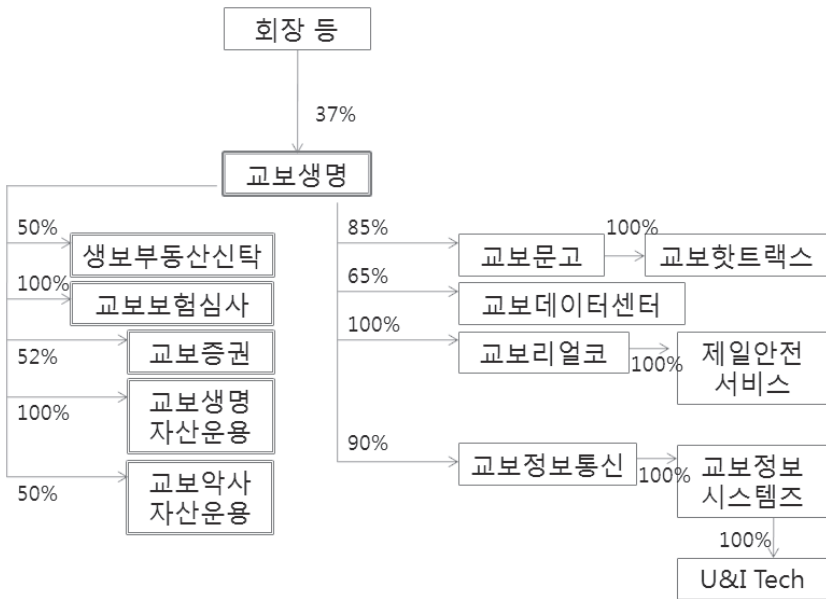 회장 등
37%
교보생명
50%
생보부동산신탁
100%
교보보험심사
52%
교보증권
100%
교보생명
자산운용
50%
교보악사
자산운용
85%
교보문고
100%
교보핫트랙스
65%
교보데이터센터
100%
교보리얼코
100%
제일안전
서비스
90%
교보정보통신
100%
교보정보
시스템즈
100%
U&I Tech